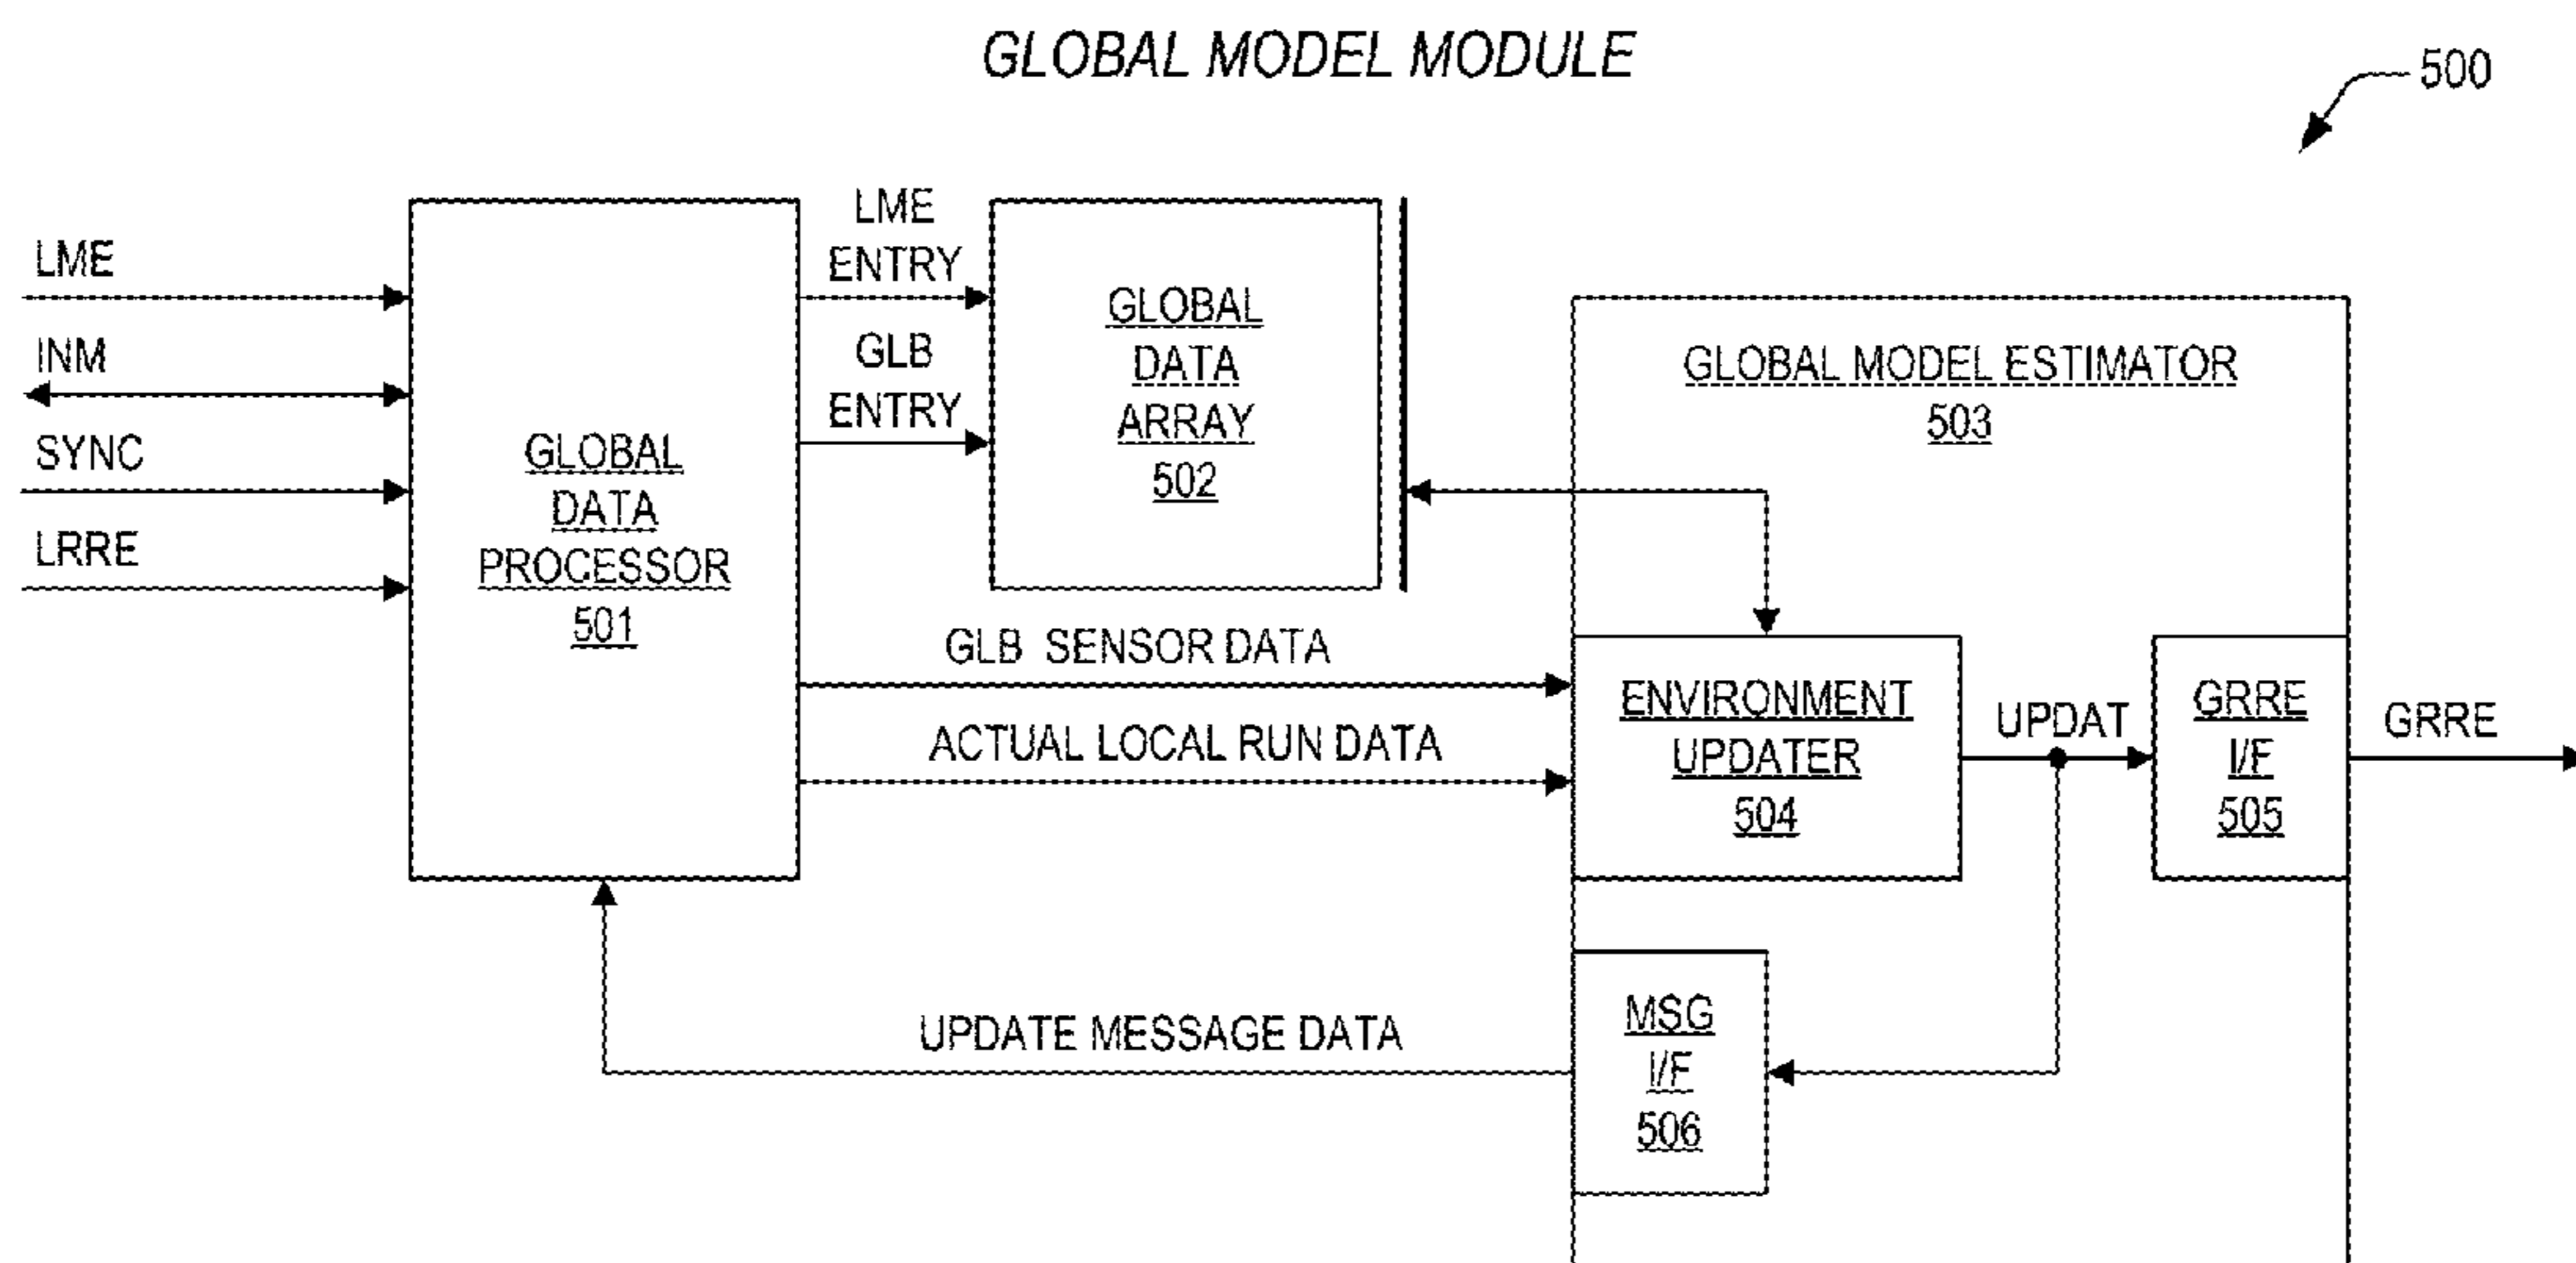 GLOBAL MODEL MODULE
500
LME
INM
SYNC
LRRE
GLOBAL
DATA
PROCESSOR
501
LME
ENTRY
GLB
ENTRY
GLOBAL
DATA
ARRAY
502
GLOBAL MODEL ESTIMATOR
503
GLB SENSOR DATA
ACTUAL LOCAL RUN DATA
ENVIRONMENT
UPDATER
504
UPDAT
GRRE
I/F
505
GRRE
UPDATE MESSAGE DATA
MSG
I/F
506